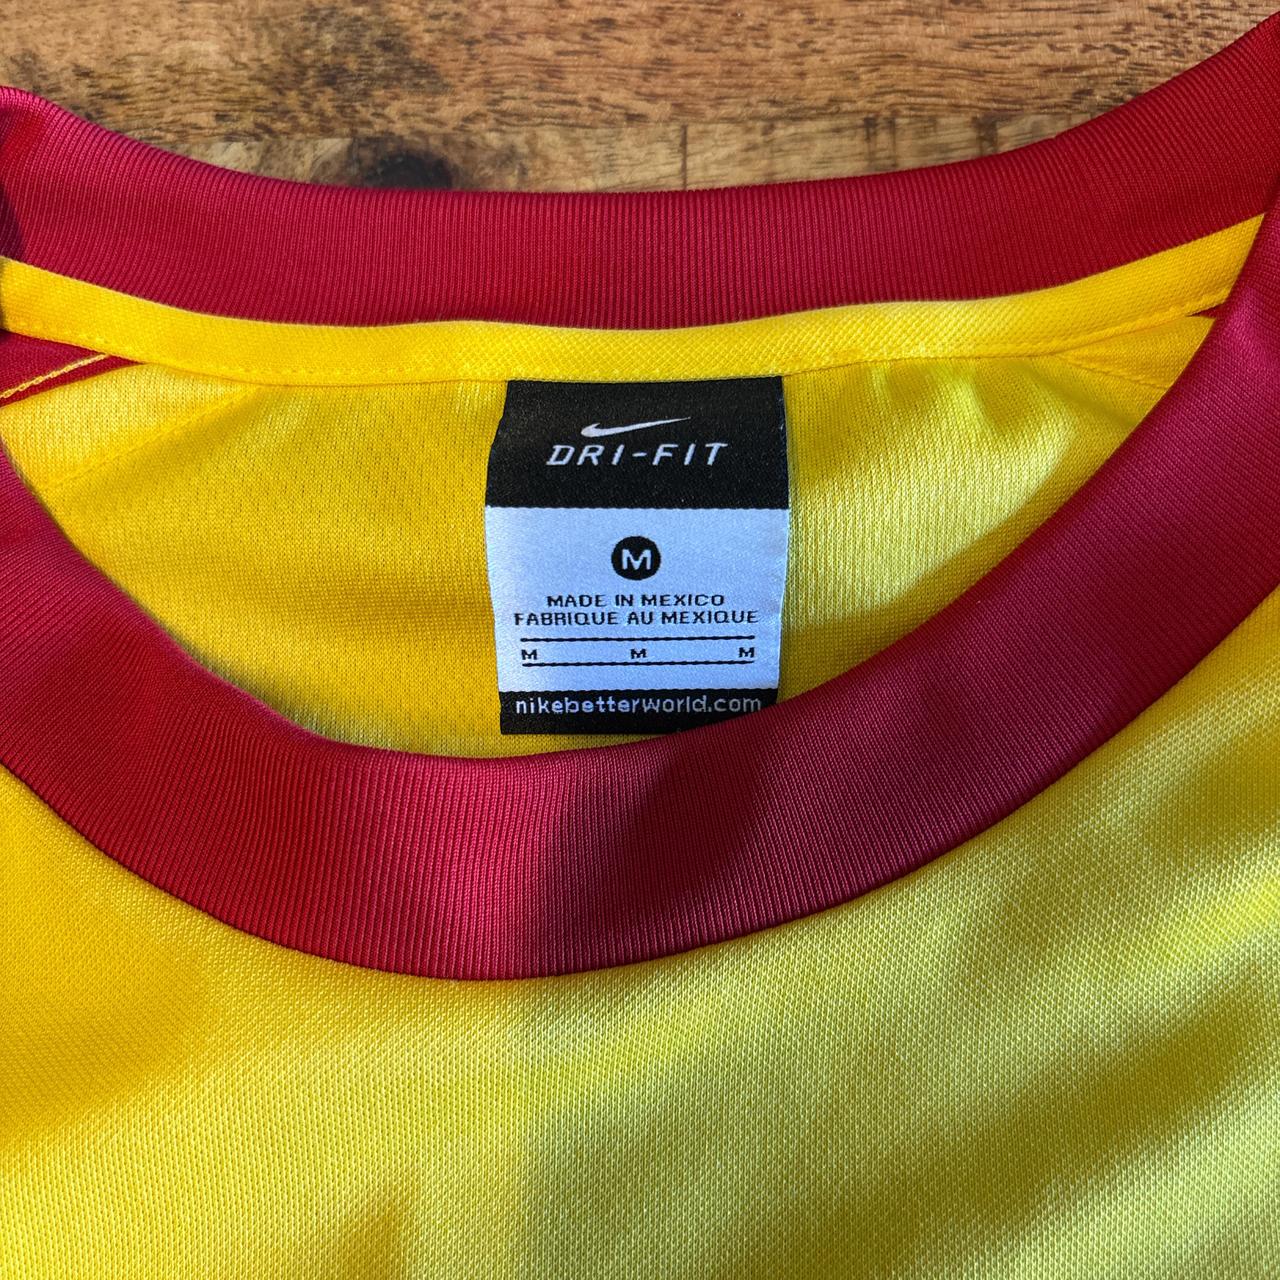 DRI-FIT
M
MADE IN MEXICO
FABRIQUE AU MEXIQUE
M M M
nikebetterworld.com